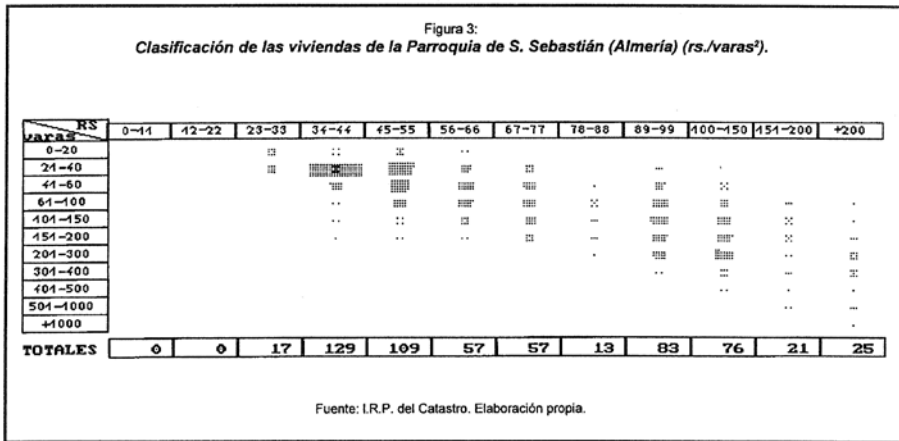 Figura 3:
Clasificación de las viviendas de la Parroquia de S. Sebastián (Almería) (rs./varas²).
RS
varas 0-11 12-22 23-33 34-44 45-55 56-66 67-77 78-88 89-99 100-150 151-200 +200
0-20
21-40
41-60
61-100
101-150
151-200
201-300
301-400
401-500
501-1000
+1000
TOTALES 0 0 17 129 109 57 57 13 83 76 21 25
Fuente: I.R.P. del Catastro. Elaboración propia.